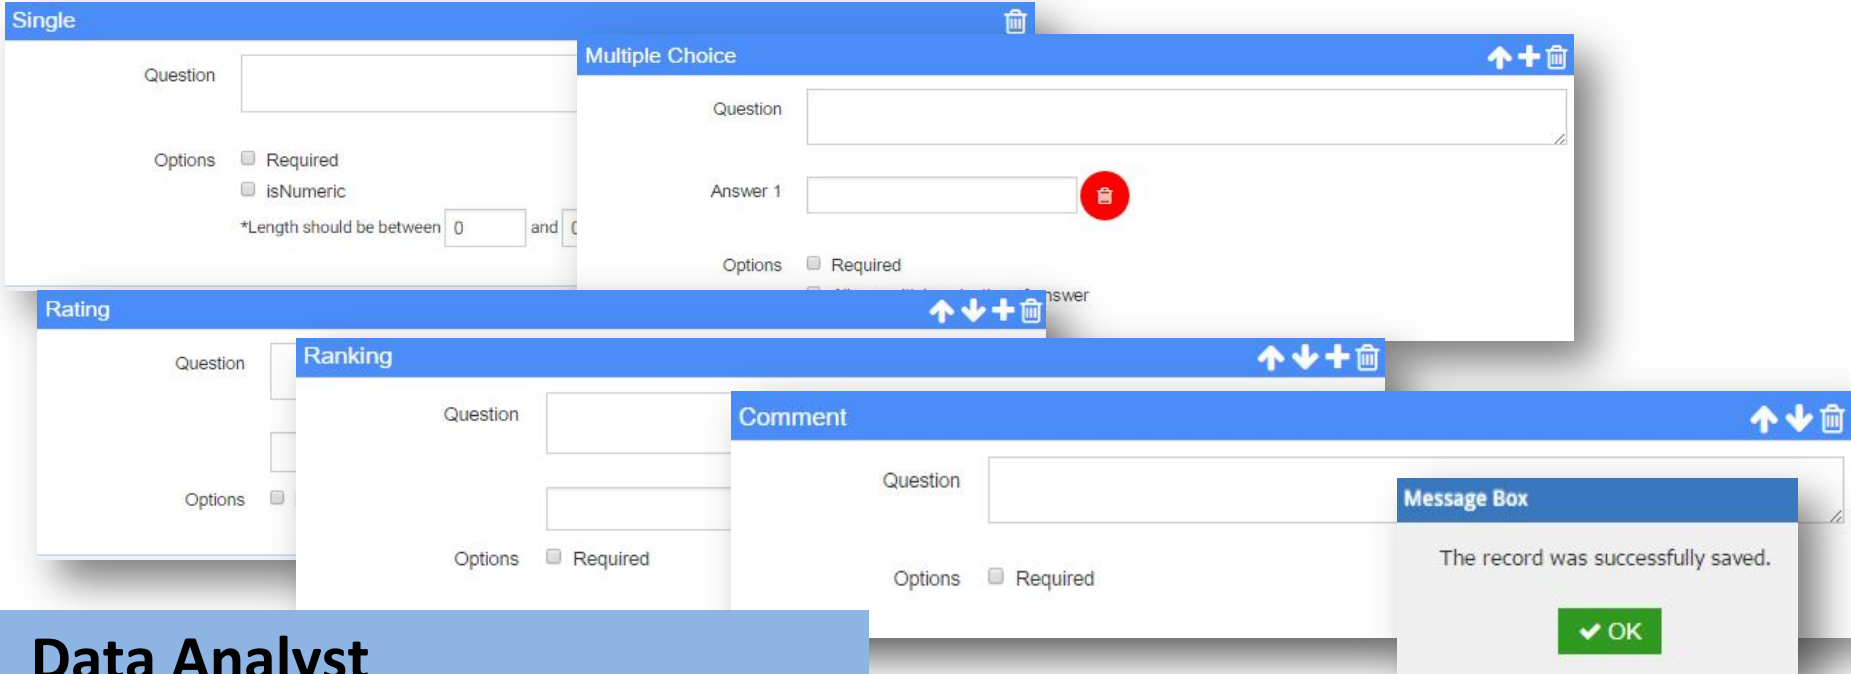 Single
Question
Options Required
isNumeric
*Length should be between 0 and
Multiple Choice
Question
Answer 1
Options Required
Rating
Question
Options
Ranking
Question
Options Required
Comment
Question
Options Required
Message Box
The record was successfully saved.
OK
Data Analyst